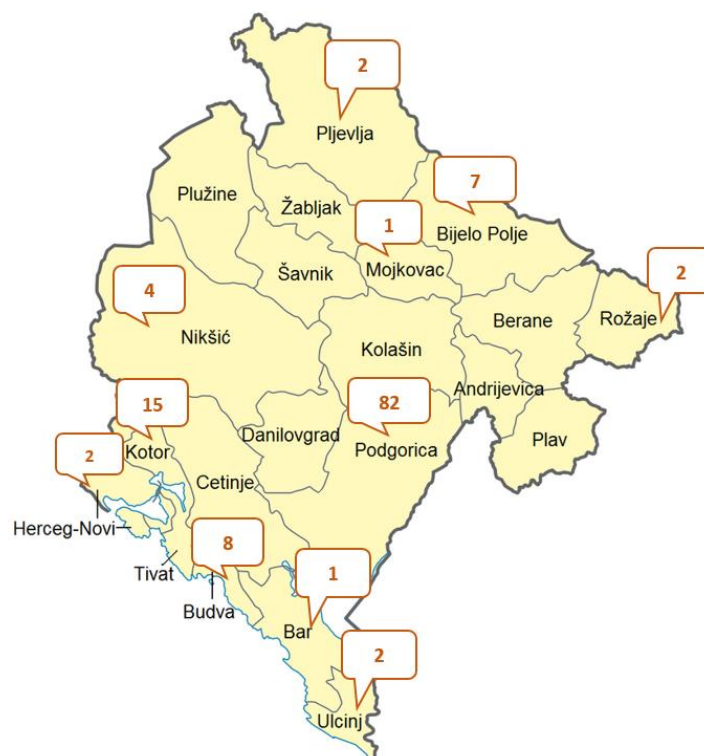 2
Pljevlja
7
Plužine
Žabljak
1
Bijelo Polje
Mojkovac
2
4
Šavnik
Berane
Rožaje
Nikšić
Kolašin
Andrijevica
15
82
Danilovgrad
Podgorica
Plav
2
Kotor
Cetinje
Herceg-Novi
8
1
Tivat
Budva
Bar
2
Ulcinj